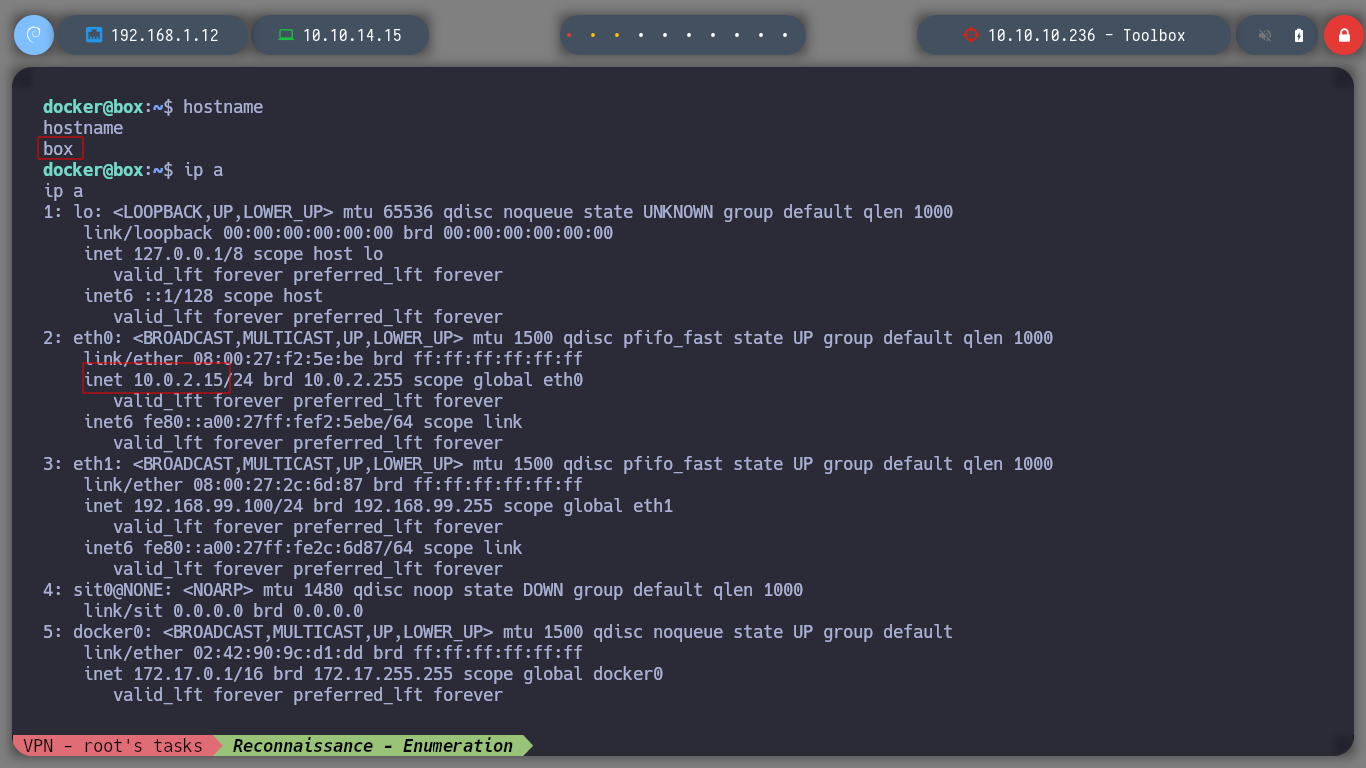 192.168.1.12 10.10.14.15 10.10.10.236 - Toolbox
docker@box:~$ hostname
hostname
box
docker@box:~$ ip a
ip a
1: lo: <LOOPBACK,UP,LOWER_UP> mtu 65536 qdisc noqueue state UNKNOWN group default qlen 1000
    link/loopback 00:00:00:00:00:00 brd 00:00:00:00:00:00
    inet 127.0.0.1/8 scope host lo
       valid_lft forever preferred_lft forever
    inet6 ::1/128 scope host
       valid_lft forever preferred_lft forever
2: eth0: <BROADCAST,MULTICAST,UP,LOWER_UP> mtu 1500 qdisc pfifo_fast state UP group default qlen 1000
    link/ether 08:00:27:f2:5e:be brd ff:ff:ff:ff:ff:ff
    inet 10.0.2.15/24 brd 10.0.2.255 scope global eth0
       valid_lft forever preferred_lft forever
    inet6 fe80::a00:27ff:fef2:5ebe/64 scope link
       valid_lft forever preferred_lft forever
3: eth1: <BROADCAST,MULTICAST,UP,LOWER_UP> mtu 1500 qdisc pfifo_fast state UP group default qlen 1000
    link/ether 08:00:27:2c:6d:87 brd ff:ff:ff:ff:ff:ff
    inet 192.168.99.100/24 brd 192.168.99.255 scope global eth1
       valid_lft forever preferred_lft forever
    inet6 fe80::a00:27ff:fe2c:6d87/64 scope link
       valid_lft forever preferred_lft forever
4: sit0@NONE: <NOARP> mtu 1480 qdisc noop state DOWN group default qlen 1000
    link/sit 0.0.0.0 brd 0.0.0.0
5: docker0: <BROADCAST,MULTICAST,UP,LOWER_UP> mtu 1500 qdisc noqueue state UP group default
    link/ether 02:42:90:9c:d1:dd brd ff:ff:ff:ff:ff:ff
    inet 172.17.0.1/16 brd 172.17.255.255 scope global docker0
       valid_lft forever preferred_lft forever
VPN - root's tasks Reconnaissance - Enumeration